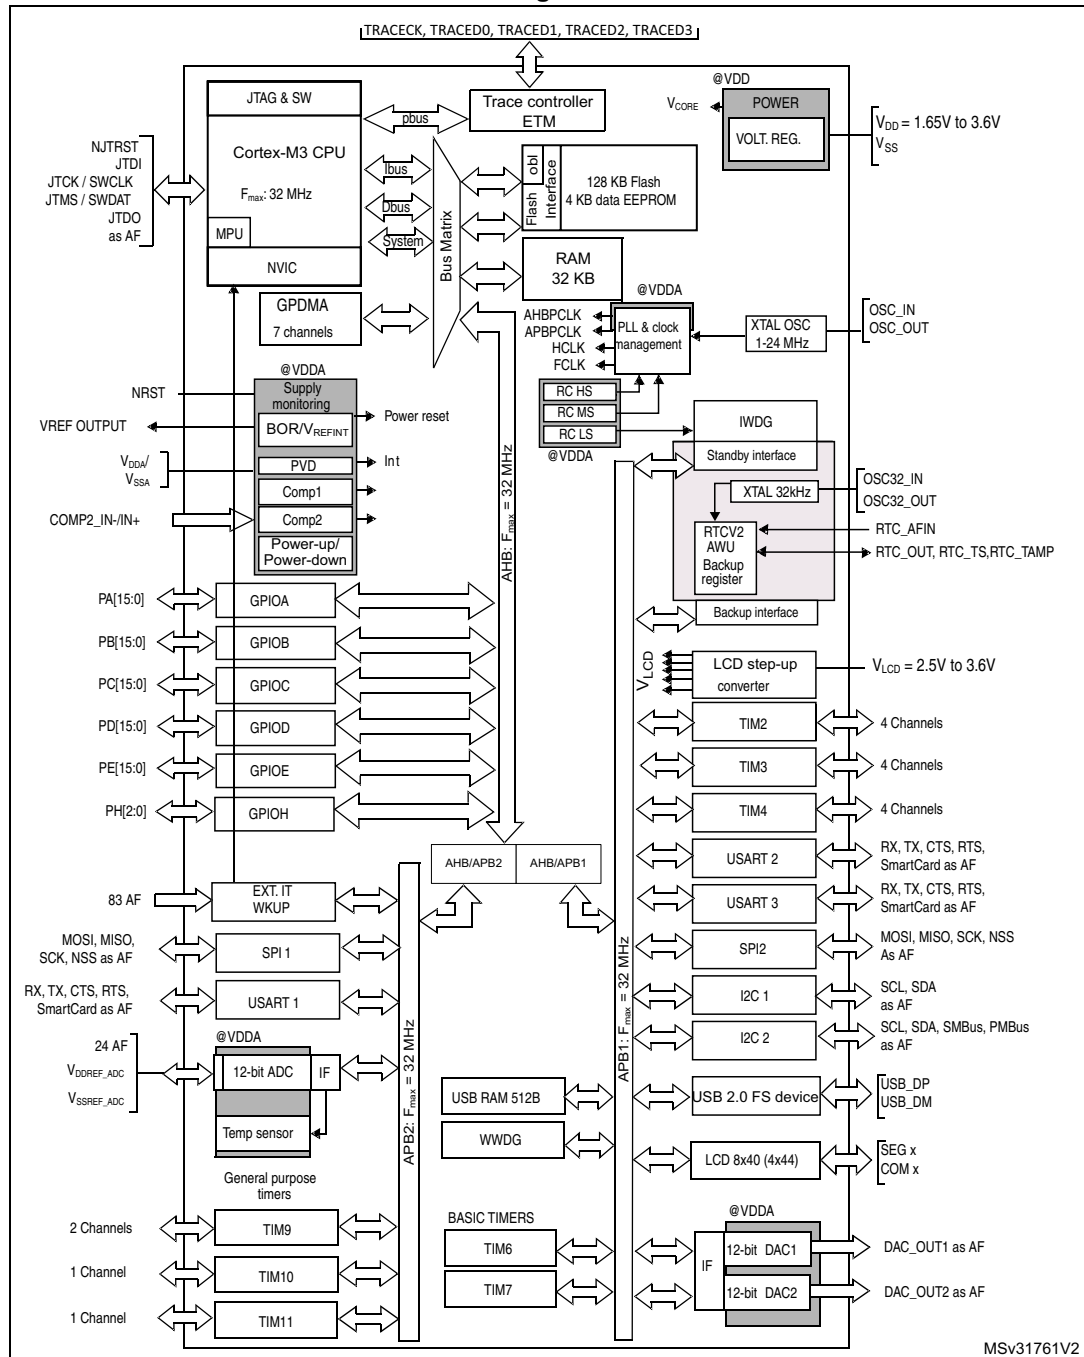 TRACECK, TRACED0, TRACED1, TRACED2, TRACED3
JTAG & SW
Cortex-M3 CPU
Fmax: 32 MHz
MPU
NVIC
NJTRST
JTDI
JTCK / SWCLK
JTMS / SWDAT
JTDO
as AF
pbus
Trace controller
ETM
Ibus
Dbus
System
Bus Matrix
obl
Flash
Interface
128 KB Flash
4 KB data EEPROM
RAM
32 KB
@VDD
VCORE
POWER
VOLT. REG.
VDD = 1.65V to 3.6V
VSS
GPDMA
7 channels
@VDDA
AHBPCLK
APBPCLK
HCLK
FCLK
PLL & clock
management
XTAL OSC
1-24 MHz
OSC_IN
OSC_OUT
RC HS
RC MS
RC LS
@VDDA
IWDG
Standby interface
XTAL 32kHz
OSC32_IN
OSC32_OUT
RTCV2
AWU
Backup
register
RTC_AFIN
RTC_OUT, RTC_TS,RTC_TAMP
Backup interface
@VDDA
NRST
VREF OUTPUT
VDDA/
VSSA
COMP2_IN-/IN+
Supply
monitoring
BOR/VREFINT
PVD
Comp1
Comp2
Power-up/
Power-down
Power reset
Int
AHB: Fmax = 32 MHz
PA[15:0]
GPIOA
PB[15:0]
GPIOB
PC[15:0]
GPIOC
PD[15:0]
GPIOD
PE[15:0]
GPIOE
PH[2:0]
GPIOH
VLCD
LCD step-up
converter
VLCD = 2.5V to 3.6V
TIM2
4 Channels
TIM3
4 Channels
TIM4
4 Channels
AHB/APB2
AHB/APB1
USART 2
RX, TX, CTS, RTS,
SmartCard as AF
USART 3
RX, TX, CTS, RTS,
SmartCard as AF
SPI2
MOSI, MISO, SCK, NSS
As AF
I2C 1
SCL, SDA
as AF
I2C 2
SCL, SDA, SMBus, PMBus
as AF
83 AF
EXT. IT
WKUP
MOSI, MISO,
SCK, NSS as AF
SPI 1
RX, TX, CTS, RTS,
SmartCard as AF
USART 1
APB2: Fmax = 32 MHz
APB1: Fmax = 32 MHz
@VDDA
24 AF
VDDREF_ADC
VSSREF_ADC
12-bit ADC
IF
Temp sensor
USB RAM 512B
WWDG
USB 2.0 FS device
USB_DP
USB_DM
LCD 8x40 (4x44)
SEG x
COM x
General purpose
timers
2 Channels
TIM9
1 Channel
TIM10
1 Channel
TIM11
BASIC TIMERS
TIM6
TIM7
@VDDA
IF
12-bit DAC1
DAC_OUT1 as AF
12-bit DAC2
DAC_OUT2 as AF
MSv31761V2